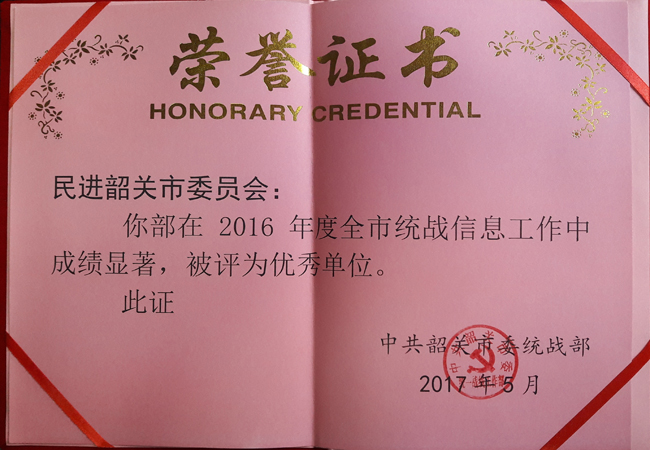 荣誉证书
HONORARY CREDENTIAL
民进韶关市委员会：
你部在 2016 年度全市统战信息工作中
成绩显著，被评为优秀单位。
此证
中共韶关市委统战部
2017 年 5 月